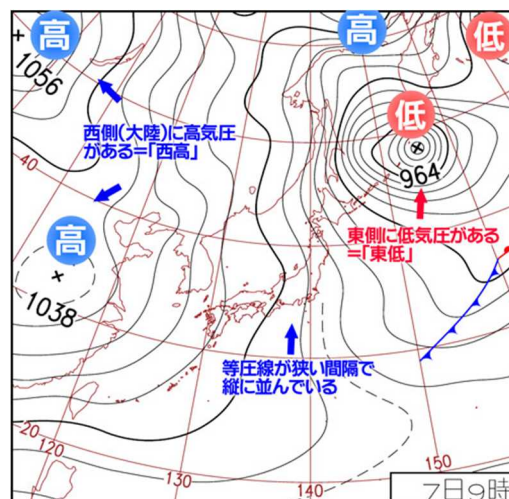 高
高
低
1056
西側(大陸)に高気圧
がある=「西高」
低
964
40
高
1038
東側に低気圧がある
=「東低」
等圧線が狭い間隔で
縦に並んでいる
20
120
130
140
150
7日9時